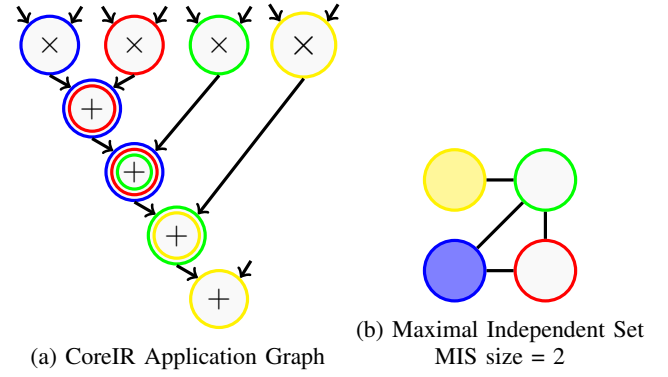 × × × ×
+
+
+
+
(a) CoreIR Application Graph
(b) Maximal Independent Set
MIS size = 2